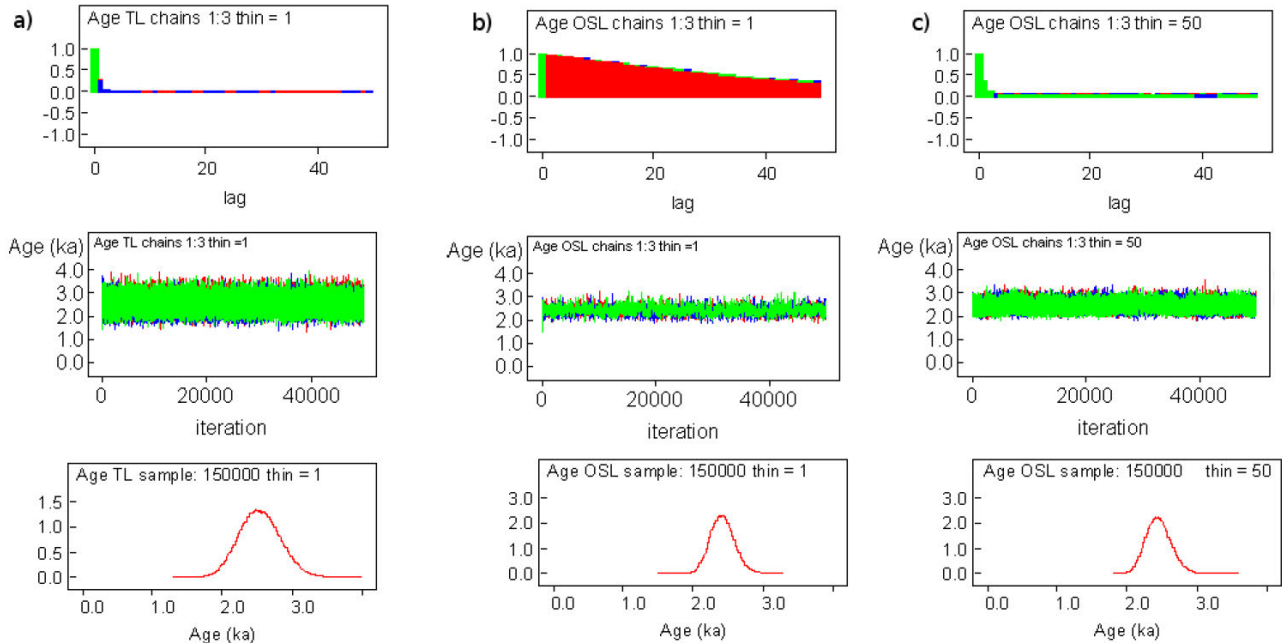 a)
Age TL chains 1:3 thin = 1
1.0
0.5
0.0
-0.5
-1.0
0 20 40
lag
Age (ka)
Age TL chains 1:3 thin =1
4.0
3.0
2.0
1.0
0.0
0 20000 40000
iteration
Age TL sample: 150000 thin = 1
1.5
1.0
0.5
0.0
0.0 1.0 2.0 3.0
Age (ka)
b)
Age OSL chains 1:3 thin = 1
1.0
0.5
0.0
-0.5
-1.0
0 20 40
lag
Age (ka)
Age OSL chains 1:3 thin =1
4.0
3.0
2.0
1.0
0.0
0 20000 40000
iteration
Age OSL sample: 150000 thin = 1
3.0
2.0
1.0
0.0
0.0 1.0 2.0 3.0
Age (ka)
c)
Age OSL chains 1:3 thin = 50
1.0
0.5
0.0
-0.5
-1.0
0 20 40
lag
Age (ka)
Age OSL chains 1:3 thin = 50
4.0
3.0
2.0
1.0
0.0
0 20000 40000
iteration
Age OSL sample: 150000 thin = 50
3.0
2.0
1.0
0.0
0.0 1.0 2.0 3.0
Age (ka)